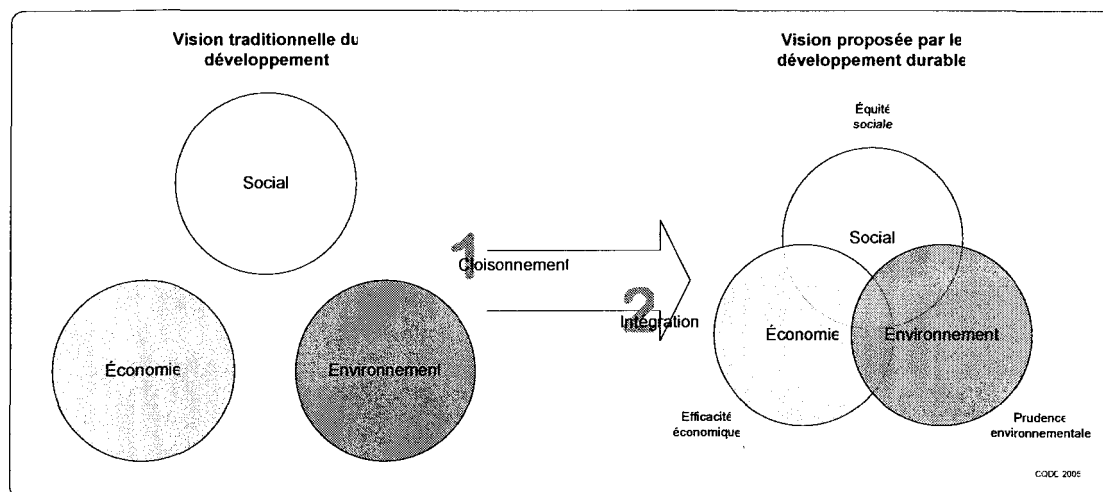 Vision traditionnelle du
développement
Social
Économie
Environnement
1
Cloisonnement
2
Intégration
Vision proposée par le
développement durable
Équité
sociale
Social
Économie
Environnement
Efficacité
économique
Prudence
environnementale
2005